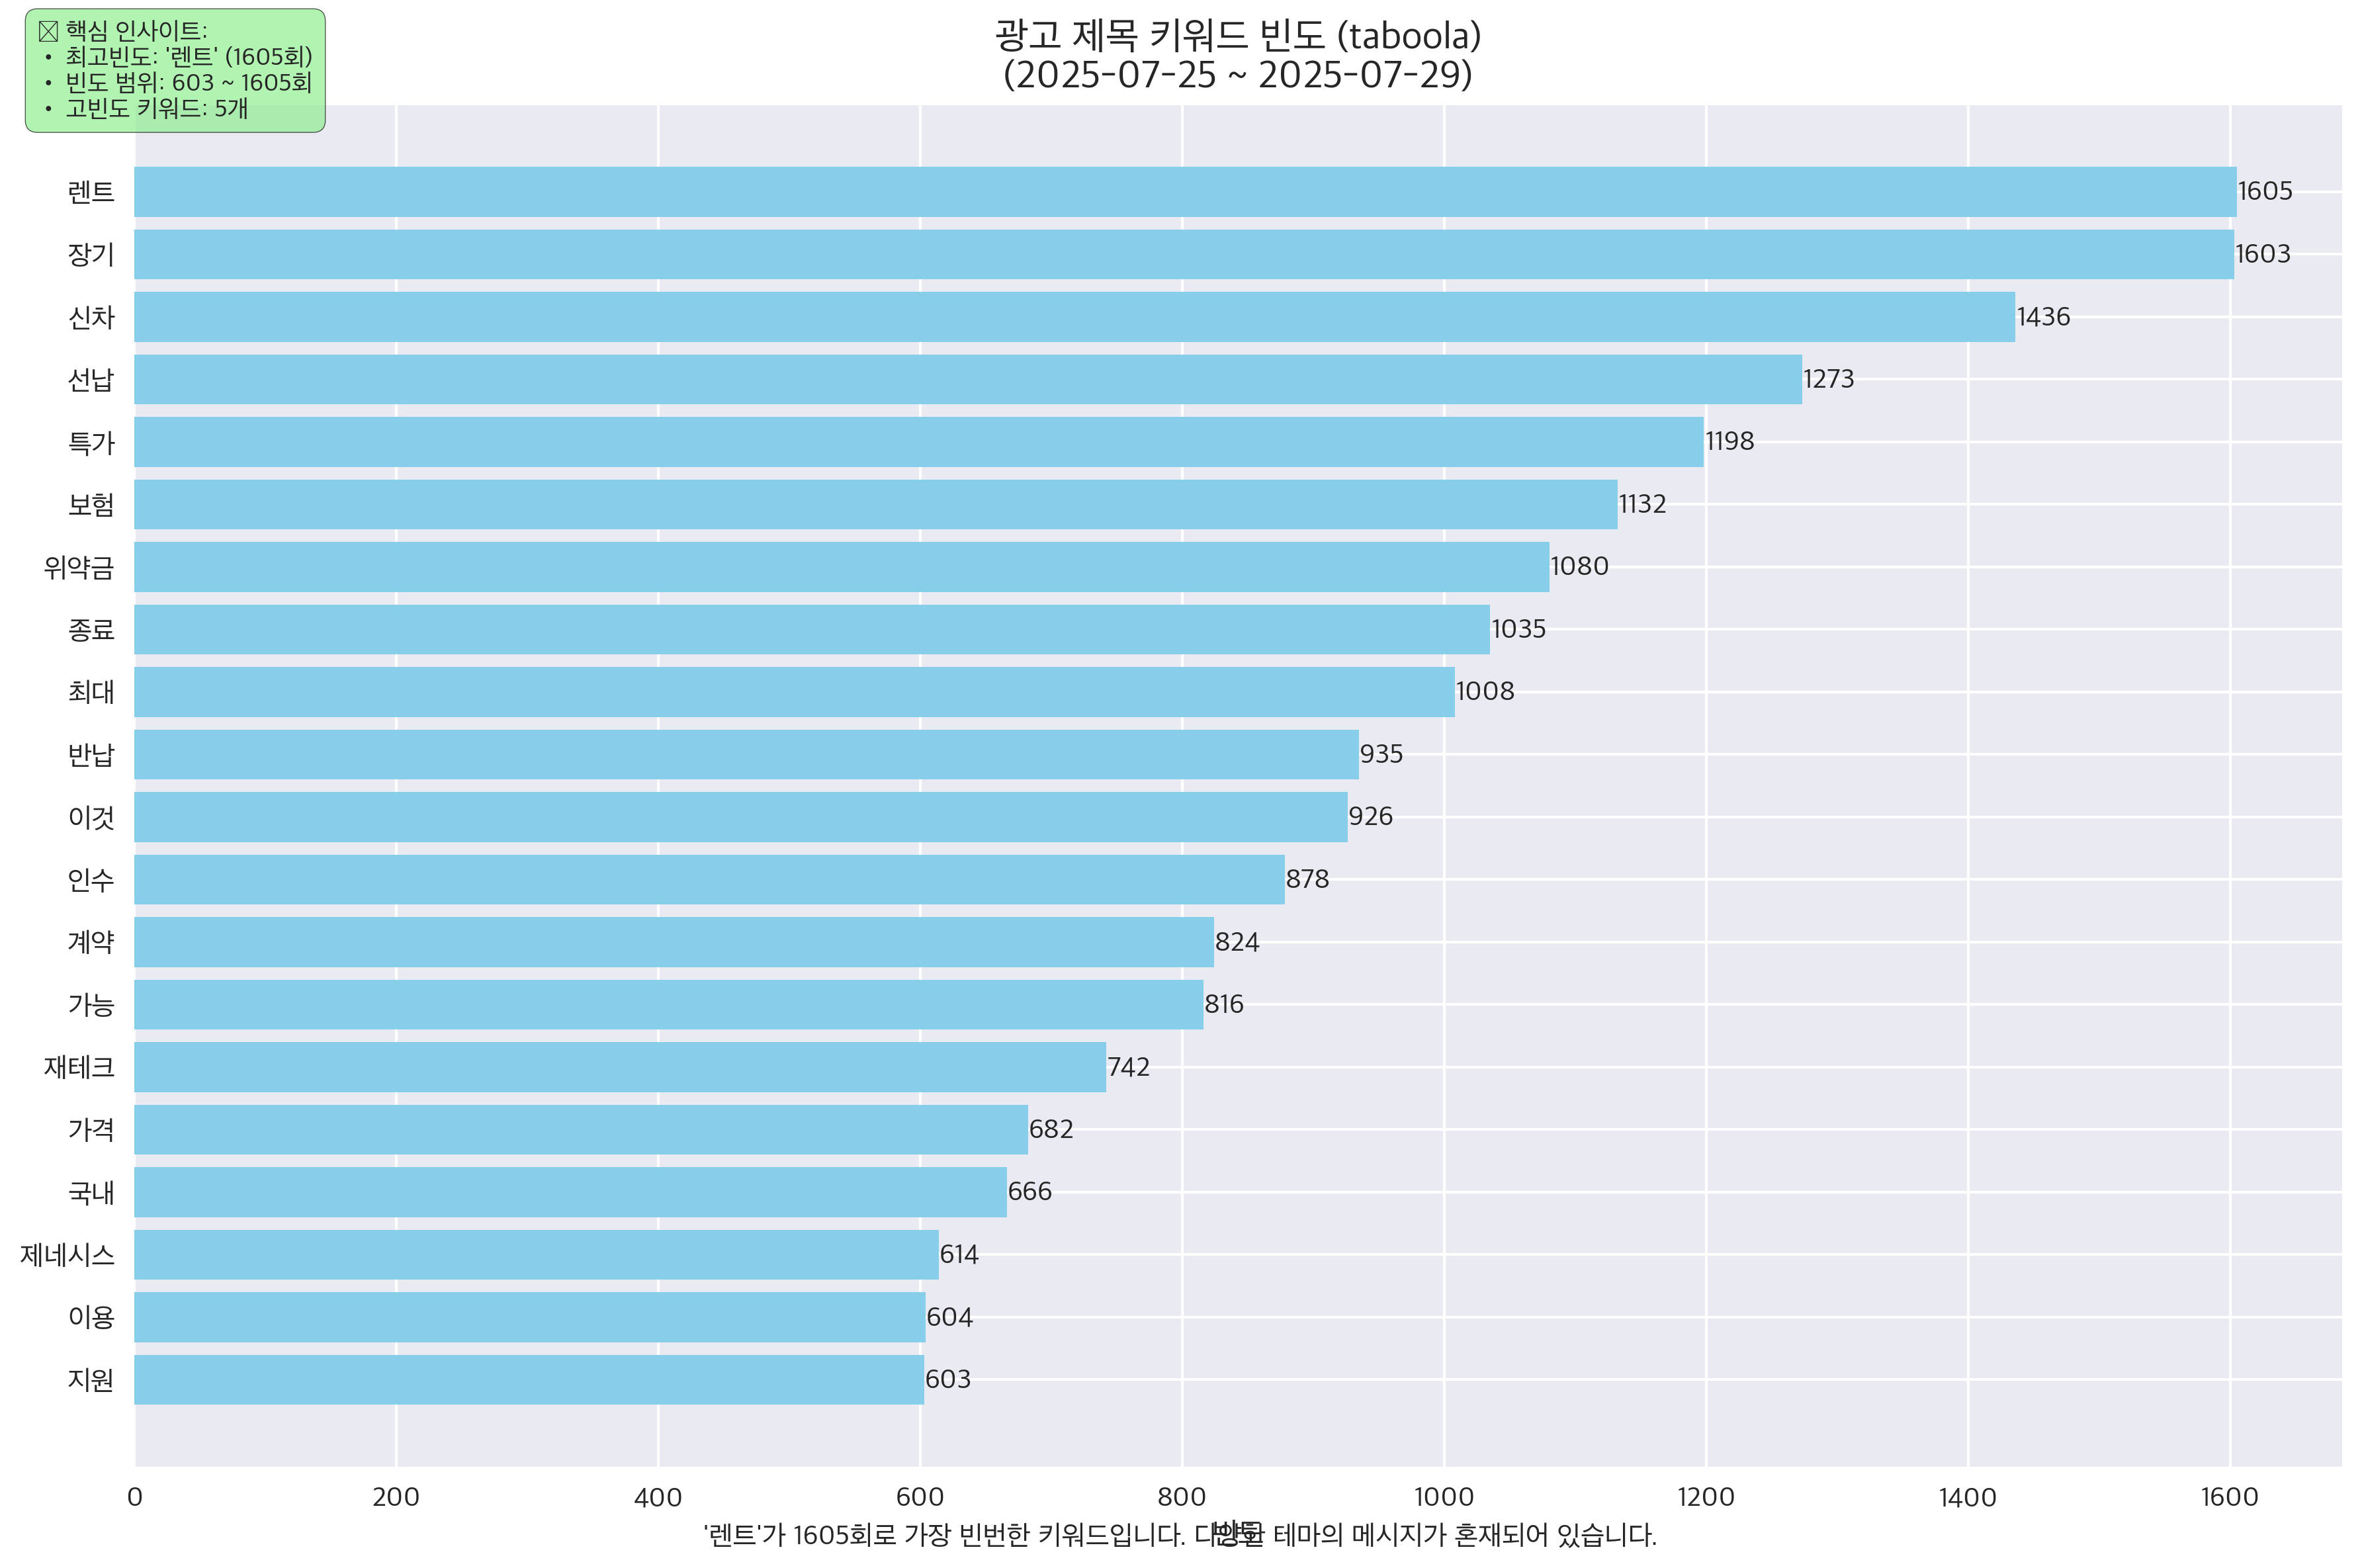 핵심 인사이트:
• 최고빈도: '렌트' (1605회)
• 빈도 범위: 603 ~ 1605회
• 고빈도 키워드: 5개
광고 제목 키워드 빈도 (taboola)
(2025-07-25 ~ 2025-07-29)
렌트 1605
장기 1603
신차 1436
선납 1273
특가 1198
보험 1132
위약금 1080
종료 1035
최대 1008
반납 935
이것 926
인수 878
계약 824
가능 816
재테크 742
가격 682
국내 666
제네시스 614
이용 604
지원 603
0 200 400 600 800 1000 1200 1400 1600
'렌트'가 1605회로 가장 빈번한 키워드입니다. 다양한 테마의 메시지가 혼재되어 있습니다.